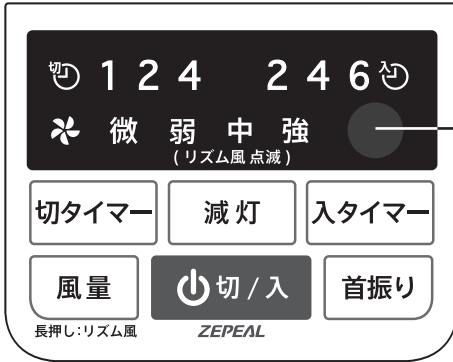 切 1 2 4 2 4 6 入
微 弱 中 強
(リズム風 点滅)
切タイマー 減灯 入タイマー
風量 切/入 首振り
長押し:リズム風 ZEPEAL